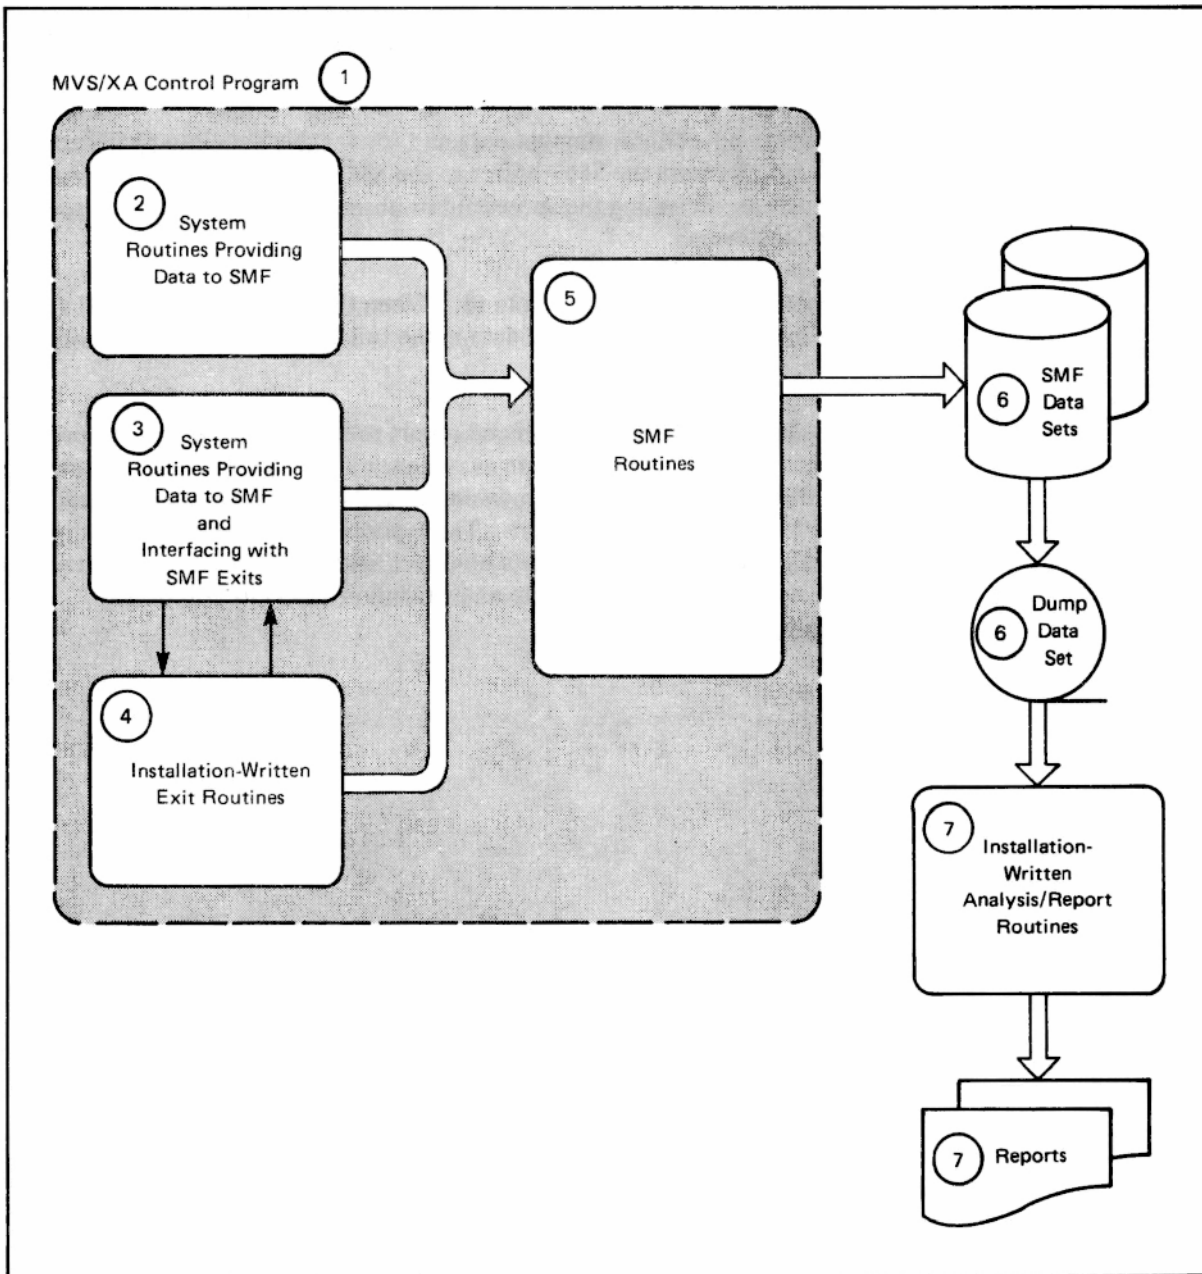 MVS/XA Control Program 1
2
System
Routines Providing
Data to SMF
3
System
Routines Providing
Data to SMF
and
Interfacing with
SMF Exits
4
Installation-Written
Exit Routines
5
SMF
Routines
6
SMF
Data
Sets
6
Dump
Data
Set
7
Installation-
Written
Analysis/Report
Routines
7 Reports